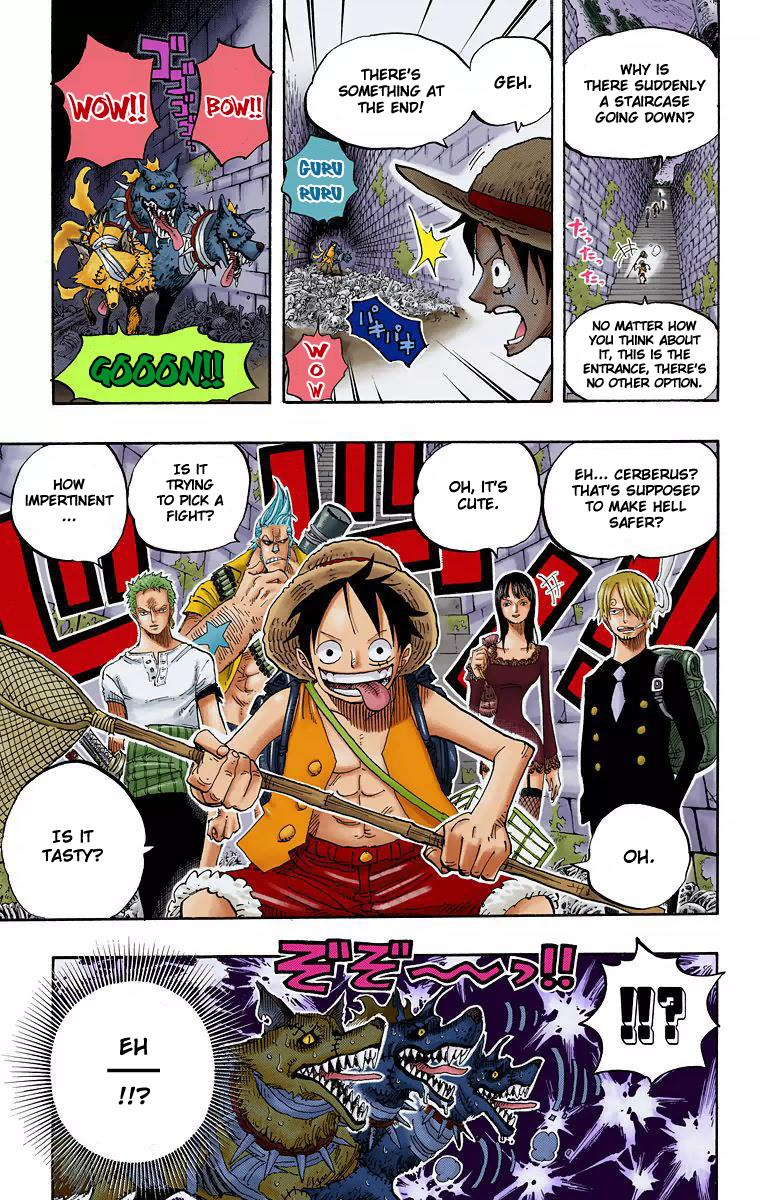 WHY IS
THERE SUDDENLY
A STAIRCASE
GOING DOWN?
たったったっ
NO MATTER HOW
YOU THINK ABOUT
IT, THIS IS THE
ENTRANCE, THERE'S
NO OTHER OPTION.
GEH.
THERE'S
SOMETHING AT
THE END!
GURU
RURU
パキパキ
W
O
W
BOW!!
ゴゴゴゴ
WOW!!
GOOON!!
EH... CERBERUS?
THAT'S SUPPOSED
TO MAKE HELL
SAFER?
OH, IT'S
CUTE.
IS IT
TRYING
TO PICK A
FIGHT?
HOW
IMPERTINENT
...
OH.
IS IT
TASTY?
!!?
ぞぞ〜〜っ!!
EH
!!?